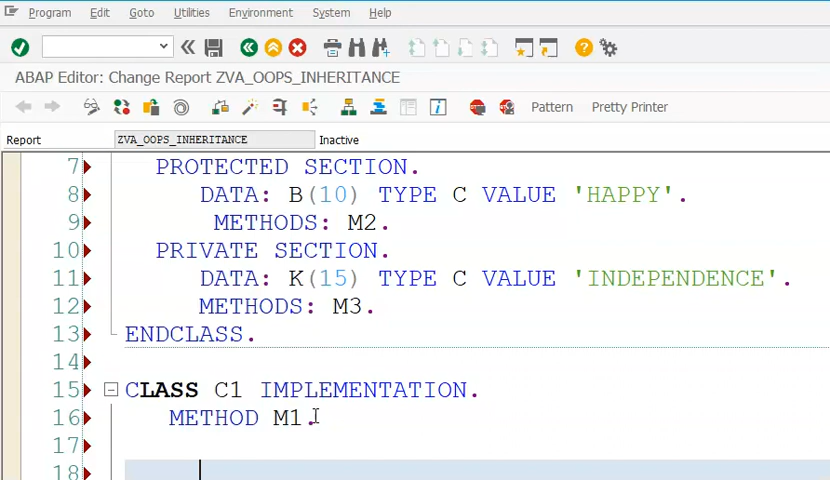 Program Edit Goto Utilities Environment System Help
ABAP Editor: Change Report ZVA_OOPS_INHERITANCE
Pattern Pretty Printer
Report ZVA_OOPS_INHERITANCE Inactive
7 PROTECTED SECTION.
8 DATA: B(10) TYPE C VALUE 'HAPPY'.
9 METHODS: M2.
10 PRIVATE SECTION.
11 DATA: K(15) TYPE C VALUE 'INDEPENDENCE'.
12 METHODS: M3.
13 ENDCLASS.
14
15 CLASS C1 IMPLEMENTATION.
16 METHOD M1.
17
18